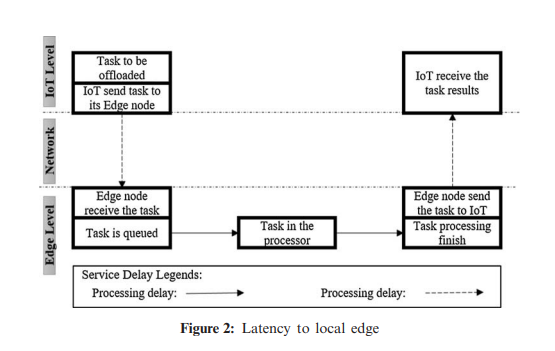 IoT Level
Task to be
offloaded
IoT send task to
its Edge node
IoT receive the
task results
Network
Edge Level
Edge node
receive the task
Task is queued
Task in the
processor
Edge node send
the task to IoT
Task processing
finish
Service Delay Legends:
Processing delay:
Processing delay:
Figure 2: Latency to local edge